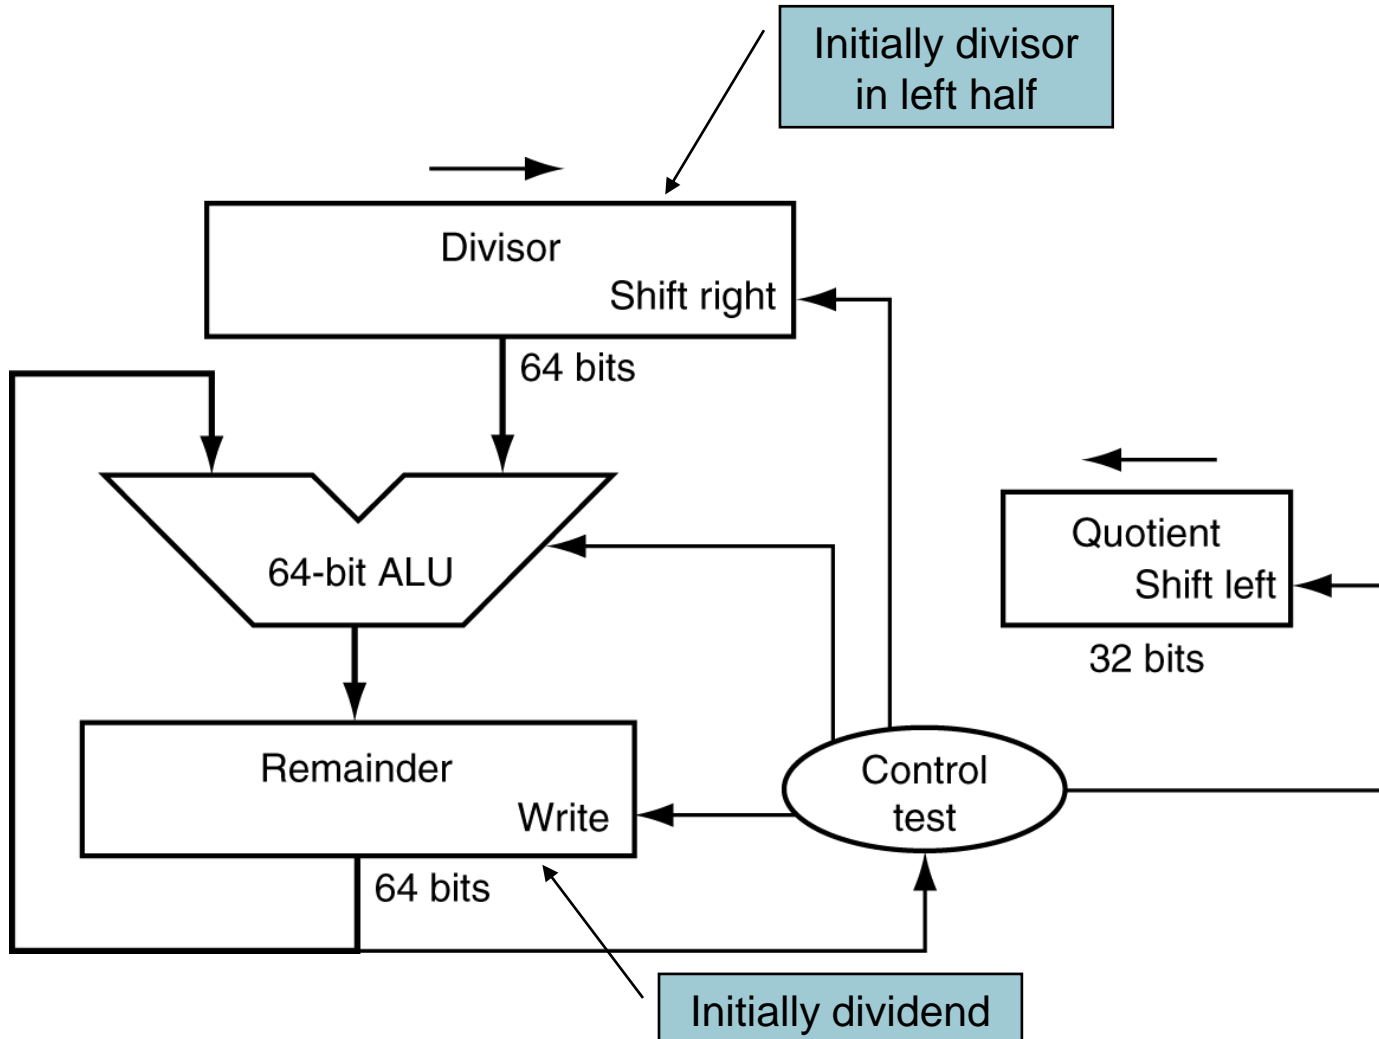 Initially divisor
in left half
Divisor
Shift right
64 bits
64-bit ALU
Quotient
Shift left
32 bits
Remainder
Write
64 bits
Control
test
Initially dividend